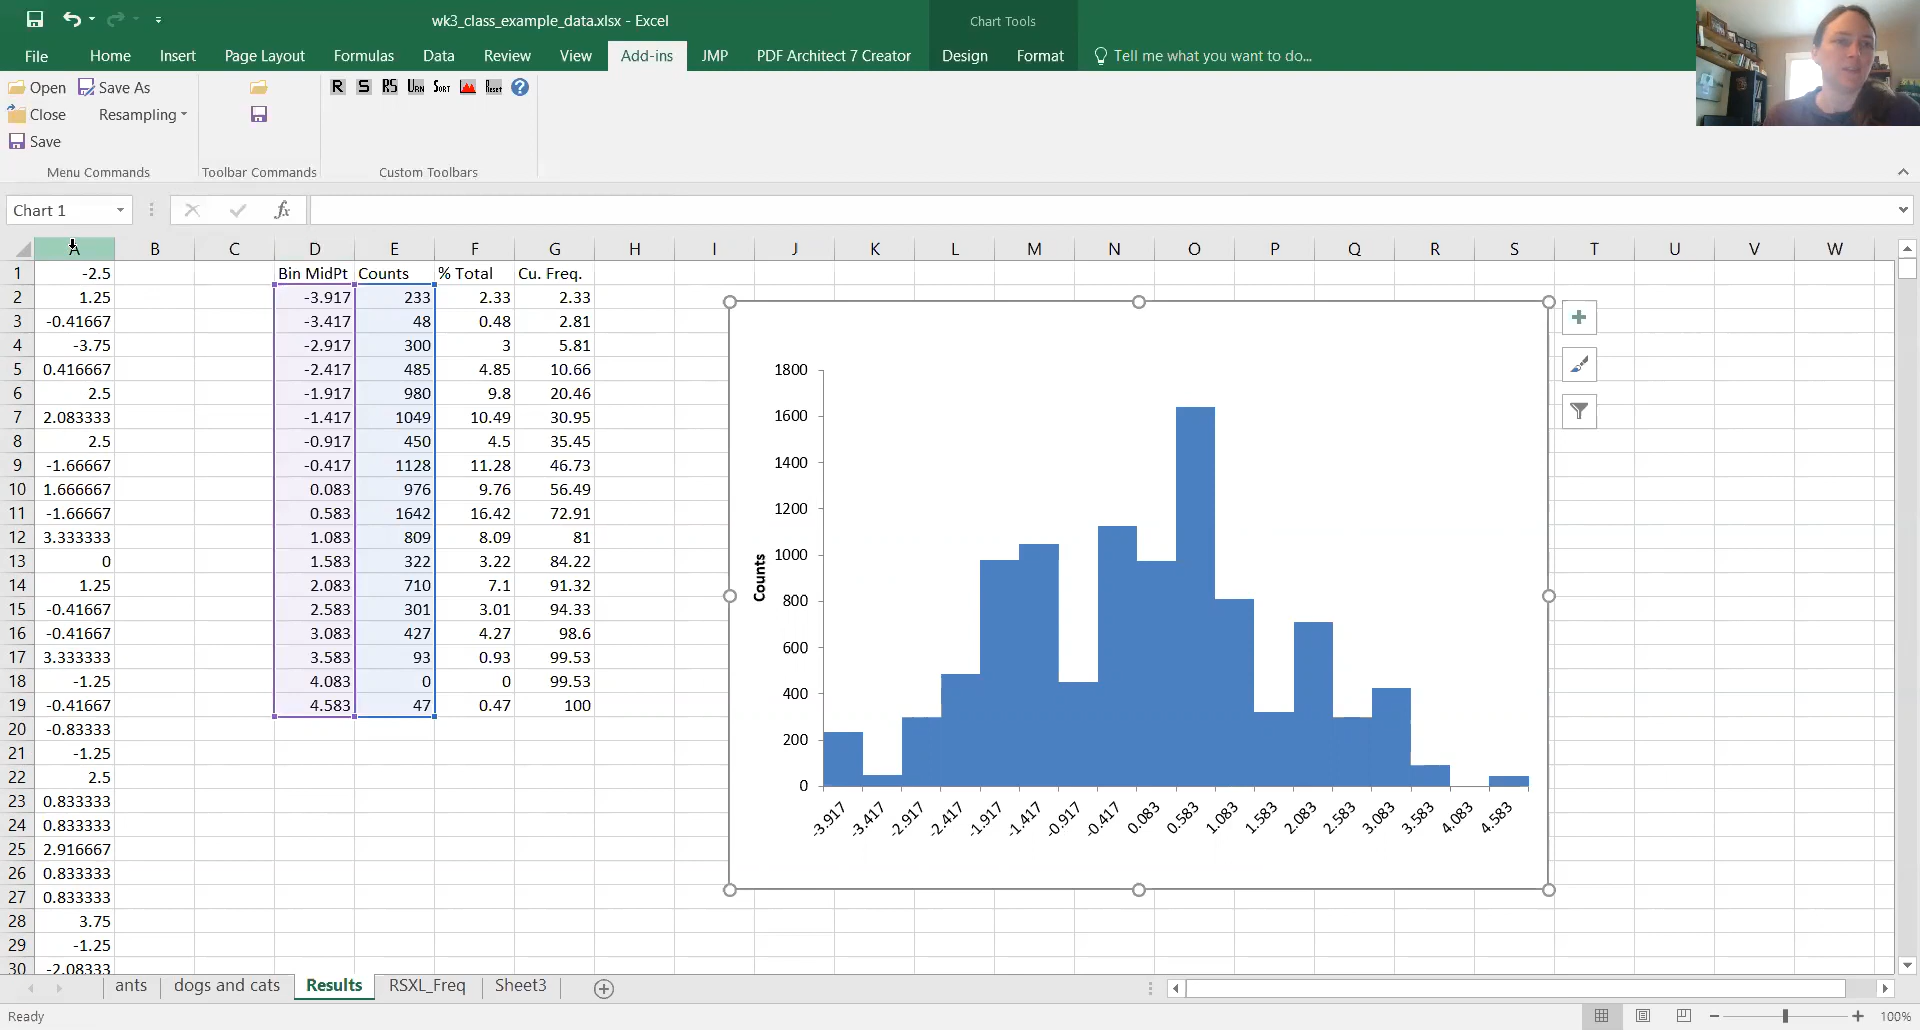 wk3_class_example_data.xlsx - Excel
Chart Tools
File Home Insert Page Layout Formulas Data Review View Add-ins JMP PDF Architect 7 Creator Design Format Tell me what you want to do...
Open Save As R S RS URN SORT RESET ?
Close Resampling
Save
Menu Commands Toolbar Commands Custom Toolbars
Chart 1 fx
A B C D E F G H I J K L M N O P Q R S T U V W
1 -2.5 Bin MidPt Counts % Total Cu. Freq.
2 1.25 -3.917 233 2.33 2.33
3 -0.41667 -3.417 48 0.48 2.81
4 -3.75 -2.917 300 3 5.81
5 0.416667 -2.417 485 4.85 10.66
6 2.5 -1.917 980 9.8 20.46
7 2.083333 -1.417 1049 10.49 30.95
8 2.5 -0.917 450 4.5 35.45
9 -1.66667 -0.417 1128 11.28 46.73
10 1.666667 0.083 976 9.76 56.49
11 -1.66667 0.583 1642 16.42 72.91
12 3.333333 1.083 809 8.09 81
13 0 1.583 322 3.22 84.22
14 1.25 2.083 710 7.1 91.32
15 -0.41667 2.583 301 3.01 94.33
16 -0.41667 3.083 427 4.27 98.6
17 3.333333 3.583 93 0.93 99.53
18 -1.25 4.083 0 0 99.53
19 -0.41667 4.583 47 0.47 100
20 -0.83333
21 -1.25
22 2.5
23 0.833333
24 0.833333
25 2.916667
26 0.833333
27 0.833333
28 3.75
29 -1.25
30 -2.08333
1800
1600
1400
1200
1000
800
600
400
200
0
Counts
-3.917 -3.417 -2.917 -2.417 -1.917 -1.417 -0.917 -0.417 0.083 0.583 1.083 1.583 2.083 2.583 3.083 3.583 4.083 4.583
ants dogs and cats Results RSXL_Freq Sheet3
Ready 100%